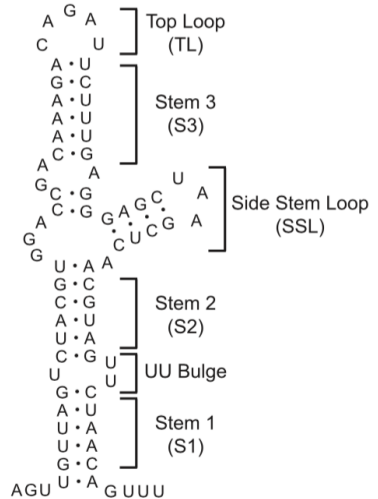 G
A A Top Loop
C U (TL)
A•U
G•C
A•U Stem 3
A•U
A•U (S3)
C•G
A A
G
C•G U A
C•G G A G C Side Stem Loop
A C U C G A (SSL)
G
G
U•A A
G•C
C•G Stem 2
A•U (S2)
U•A
C•G U
U U UU Bulge
G•C
A•U Stem 1
U•A
U•A (S1)
G•C
AGU U•A GUUU